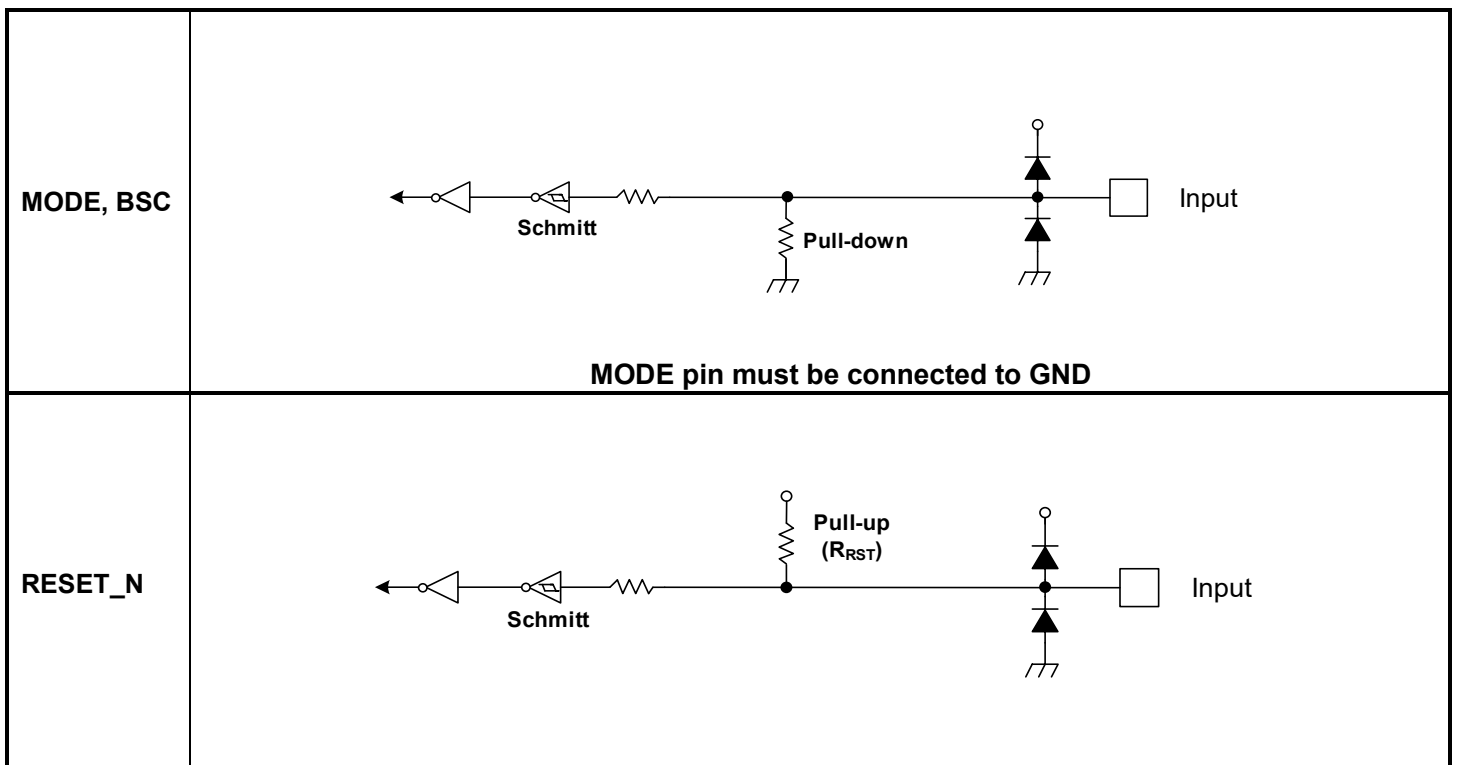 MODE, BSC
Schmitt
Pull-down
Input
MODE pin must be connected to GND
RESET_N
Pull-up
(RRST)
Schmitt
Input